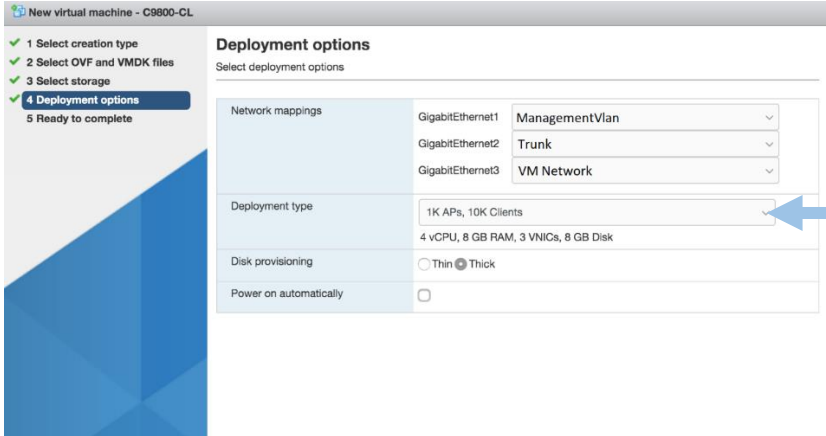 New virtual machine - C9800-CL
1 Select creation type
2 Select OVF and VMDK files
3 Select storage
4 Deployment options
5 Ready to complete
Deployment options
Select deployment options
Network mappings
GigabitEthernet1 ManagementVlan
GigabitEthernet2 Trunk
GigabitEthernet3 VM Network
Deployment type
1K APs, 10K Clients
4 vCPU, 8 GB RAM, 3 VNICs, 8 GB Disk
Disk provisioning
Thin Thick
Power on automatically